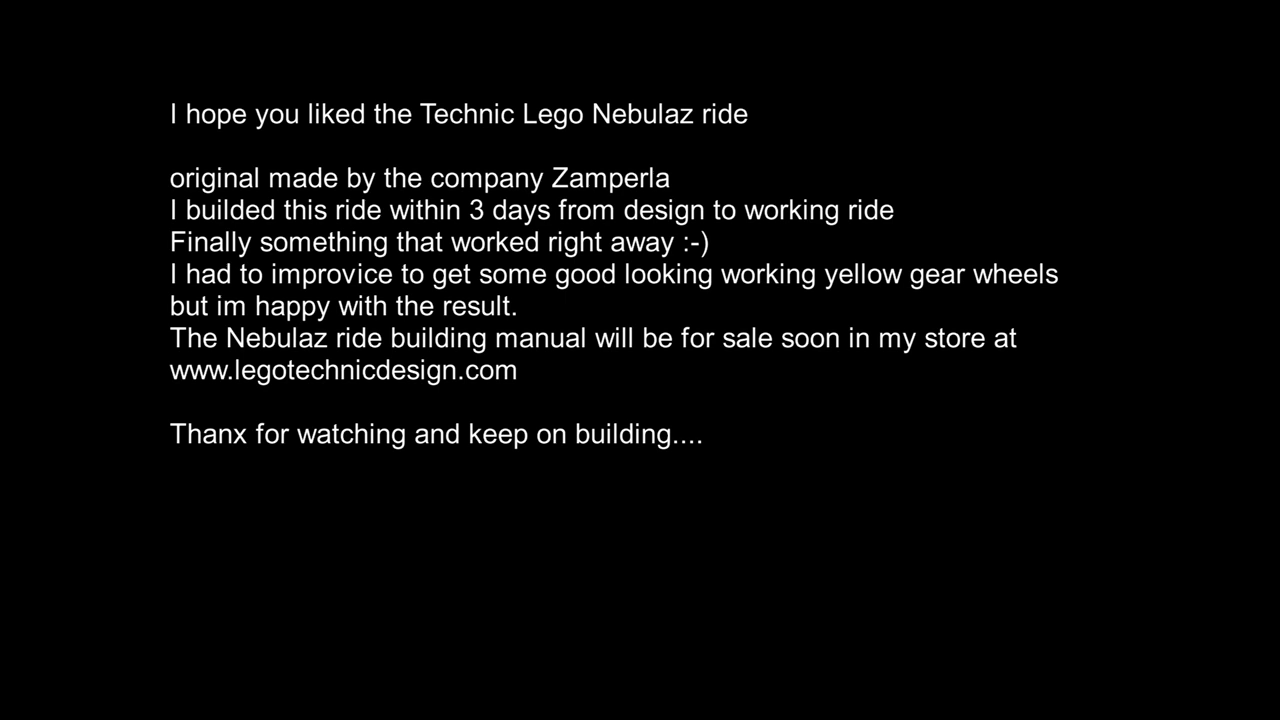 I hope you liked the Technic Lego Nebulaz ride
original made by the company Zamperla
I builded this ride within 3 days from design to working ride
Finally something that worked right away :-)
I had to improvice to get some good looking working yellow gear wheels
but im happy with the result.
The Nebulaz ride building manual will be for sale soon in my store at
www.legotechnicdesign.com
Thanx for watching and keep on building....